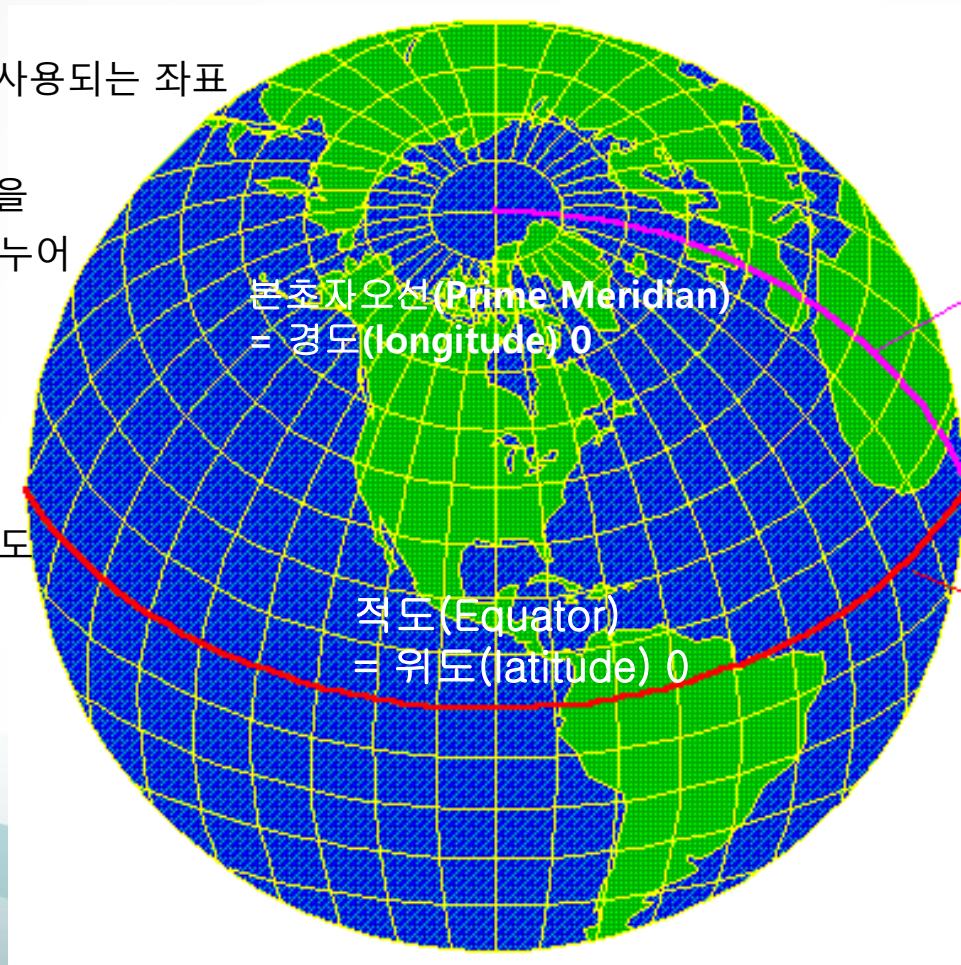 사용되는 좌표
을
누어
본초자오선(Prime Meridian)
= 경도(longitude) 0
도
적도(Equator)
= 위도(latitude) 0